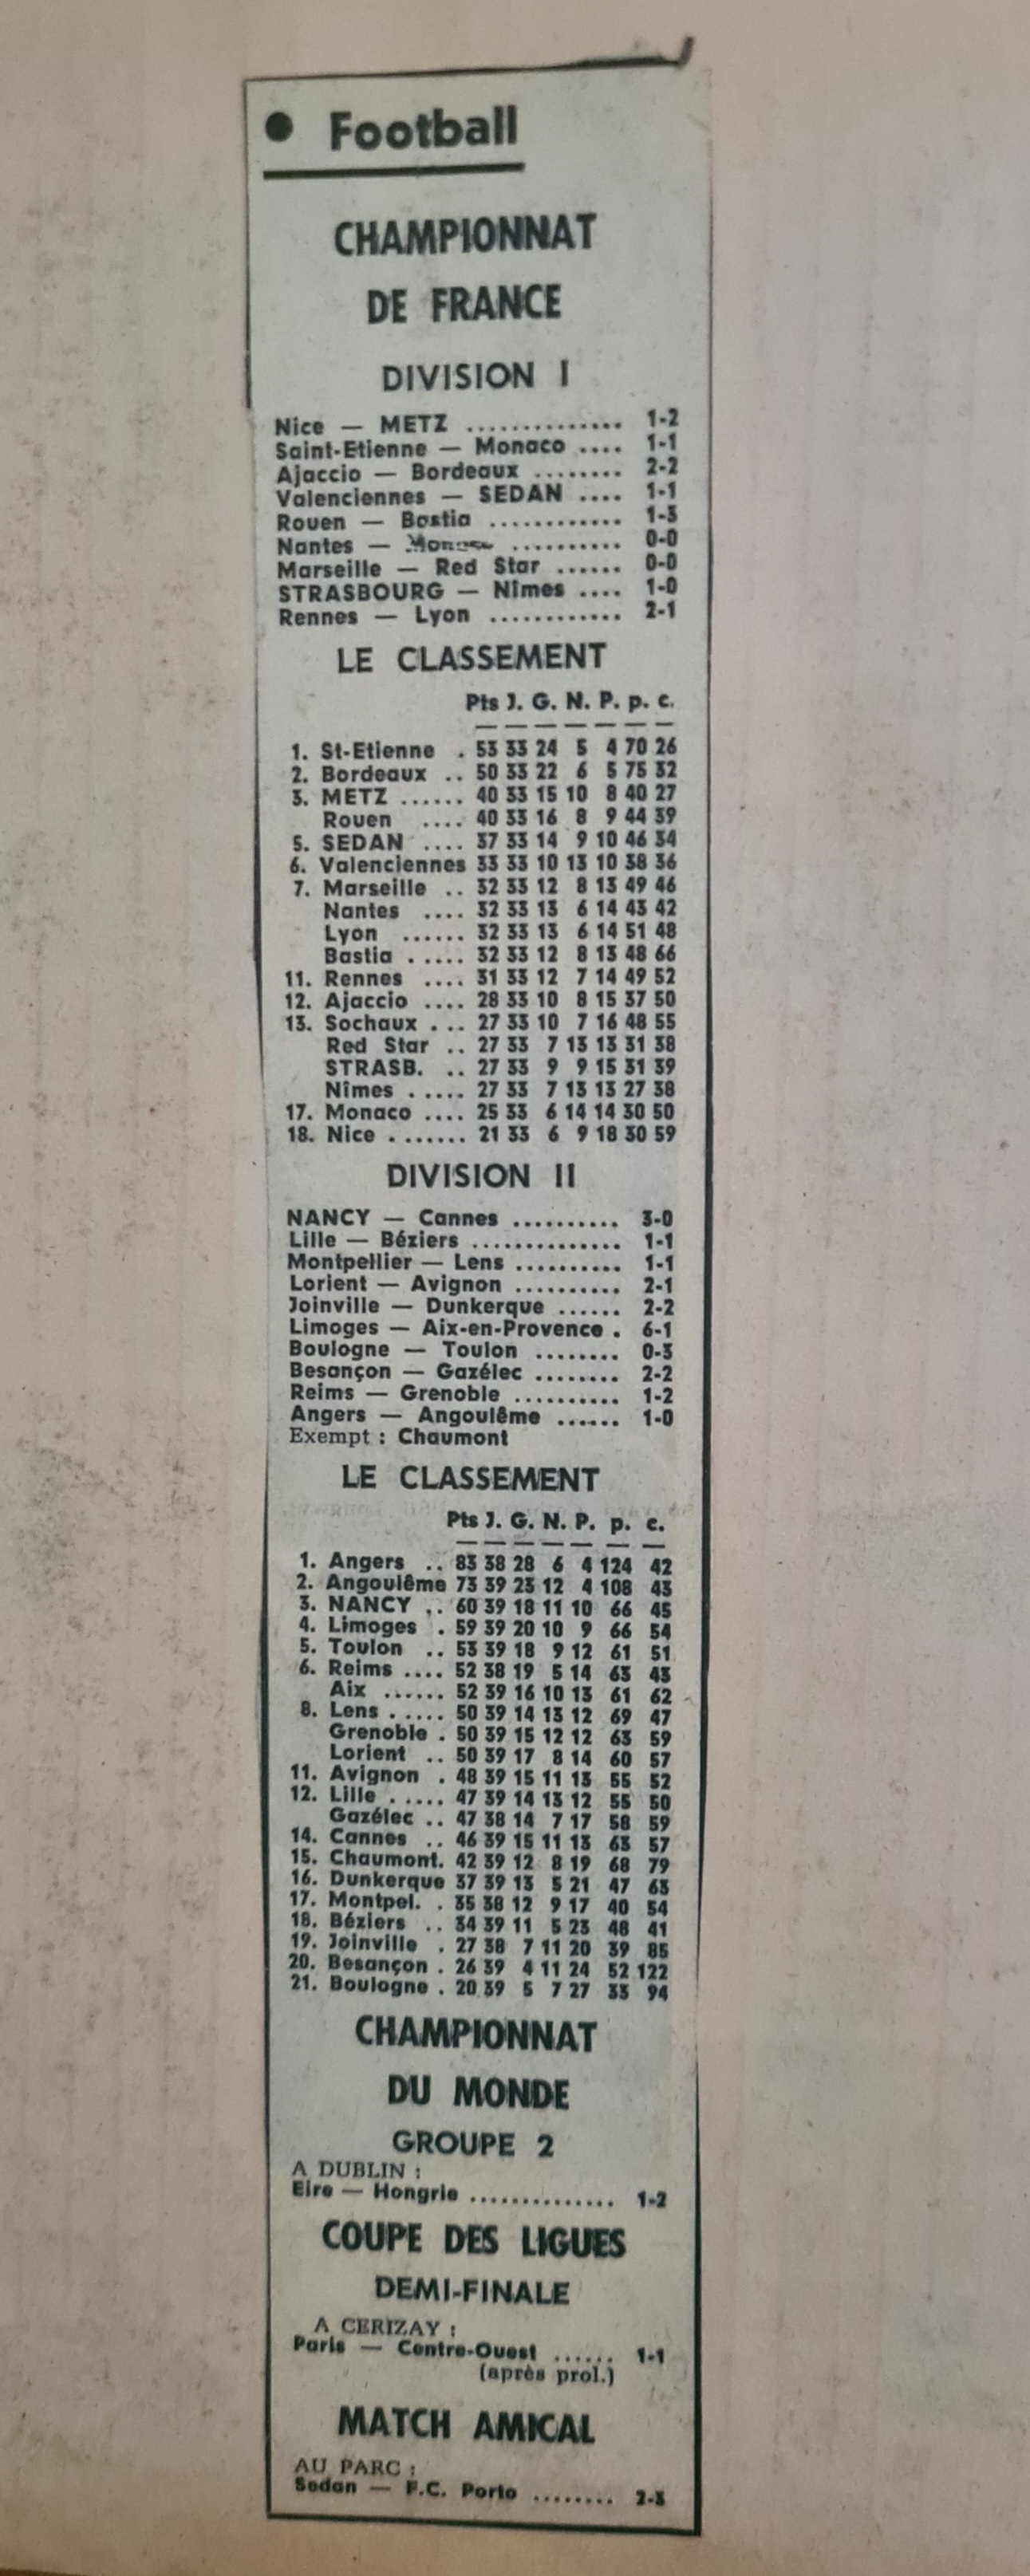 ● Football
CHAMPIONNAT
DE FRANCE
DIVISION I
Nice — METZ .............. 1-2
Saint-Etienne — Monaco .... 1-1
Ajaccio — Bordeaux ........ 2-2
Valenciennes — SEDAN .... 1-1
Rouen — Bastia ............ 1-3
Nantes — Monaco .......... 0-0
Marseille — Red Star ...... 0-0
STRASBOURG — Nîmes .... 1-0
Rennes — Lyon ............ 2-1
LE CLASSEMENT
Pts J. G. N. P. p. c.
1. St-Etienne . 53 33 24 5 4 70 26
2. Bordeaux .. 50 33 22 6 5 75 32
3. METZ ...... 40 33 15 10 8 40 27
Rouen .... 40 33 16 8 9 44 39
5. SEDAN .... 37 33 14 9 10 46 34
6. Valenciennes 33 33 10 13 10 38 36
7. Marseille .. 32 33 12 8 13 49 46
Nantes .... 32 33 13 6 14 43 42
Lyon ...... 32 33 13 6 14 51 48
Bastia ..... 32 33 12 8 13 48 66
11. Rennes .... 31 33 12 7 14 49 52
12. Ajaccio .... 28 33 10 8 15 37 50
13. Sochaux ... 27 33 10 7 16 48 55
Red Star .. 27 33 7 13 13 31 38
STRASB. .. 27 33 9 9 15 31 39
Nîmes ..... 27 33 7 13 13 27 38
17. Monaco .... 25 33 6 14 14 30 50
18. Nice ....... 21 33 6 9 18 30 59
DIVISION II
NANCY — Cannes .......... 3-0
Lille — Béziers .............. 1-1
Montpellier — Lens .......... 1-1
Lorient — Avignon .......... 2-1
Joinville — Dunkerque ...... 2-2
Limoges — Aix-en-Provence . 6-1
Boulogne — Toulon ........ 0-3
Besançon — Gazélec ........ 2-2
Reims — Grenoble .......... 1-2
Angers — Angoulême ...... 1-0
Exempt : Chaumont
LE CLASSEMENT
Pts J. G. N. P. p. c.
1. Angers .. 83 38 28 6 4 124 42
2. Angoulême 73 39 23 12 4 108 43
3. NANCY .. 60 39 18 11 10 66 45
4. Limoges . 59 39 20 10 9 66 54
5. Toulon .. 53 39 18 9 12 61 51
6. Reims .... 52 38 19 5 14 63 43
Aix ...... 52 39 16 10 13 61 62
8. Lens ..... 50 39 14 13 12 69 47
Grenoble . 50 39 15 12 12 63 59
Lorient .. 50 39 17 8 14 60 57
11. Avignon . 48 39 15 11 13 55 52
12. Lille ..... 47 39 14 13 12 55 50
Gazélec .. 47 38 14 7 17 58 59
14. Cannes .. 46 39 15 11 13 63 57
15. Chaumont. 42 39 12 8 19 68 79
16. Dunkerque 37 39 13 5 21 47 63
17. Montpel. . 35 38 12 9 17 40 54
18. Béziers .. 34 39 11 5 23 48 41
19. Joinville . 27 38 7 11 20 39 85
20. Besançon . 26 39 4 11 24 52 122
21. Boulogne . 20 39 5 7 27 33 94
CHAMPIONNAT
DU MONDE
GROUPE 2
A DUBLIN :
Eire — Hongrie ............... 1-2
COUPE DES LIGUES
DEMI-FINALE
A CERIZAY :
Paris — Centre-Ouest ...... 1-1
(après prol.)
MATCH AMICAL
AU PARC :
Sedan — F.C. Porto ........ 2-3